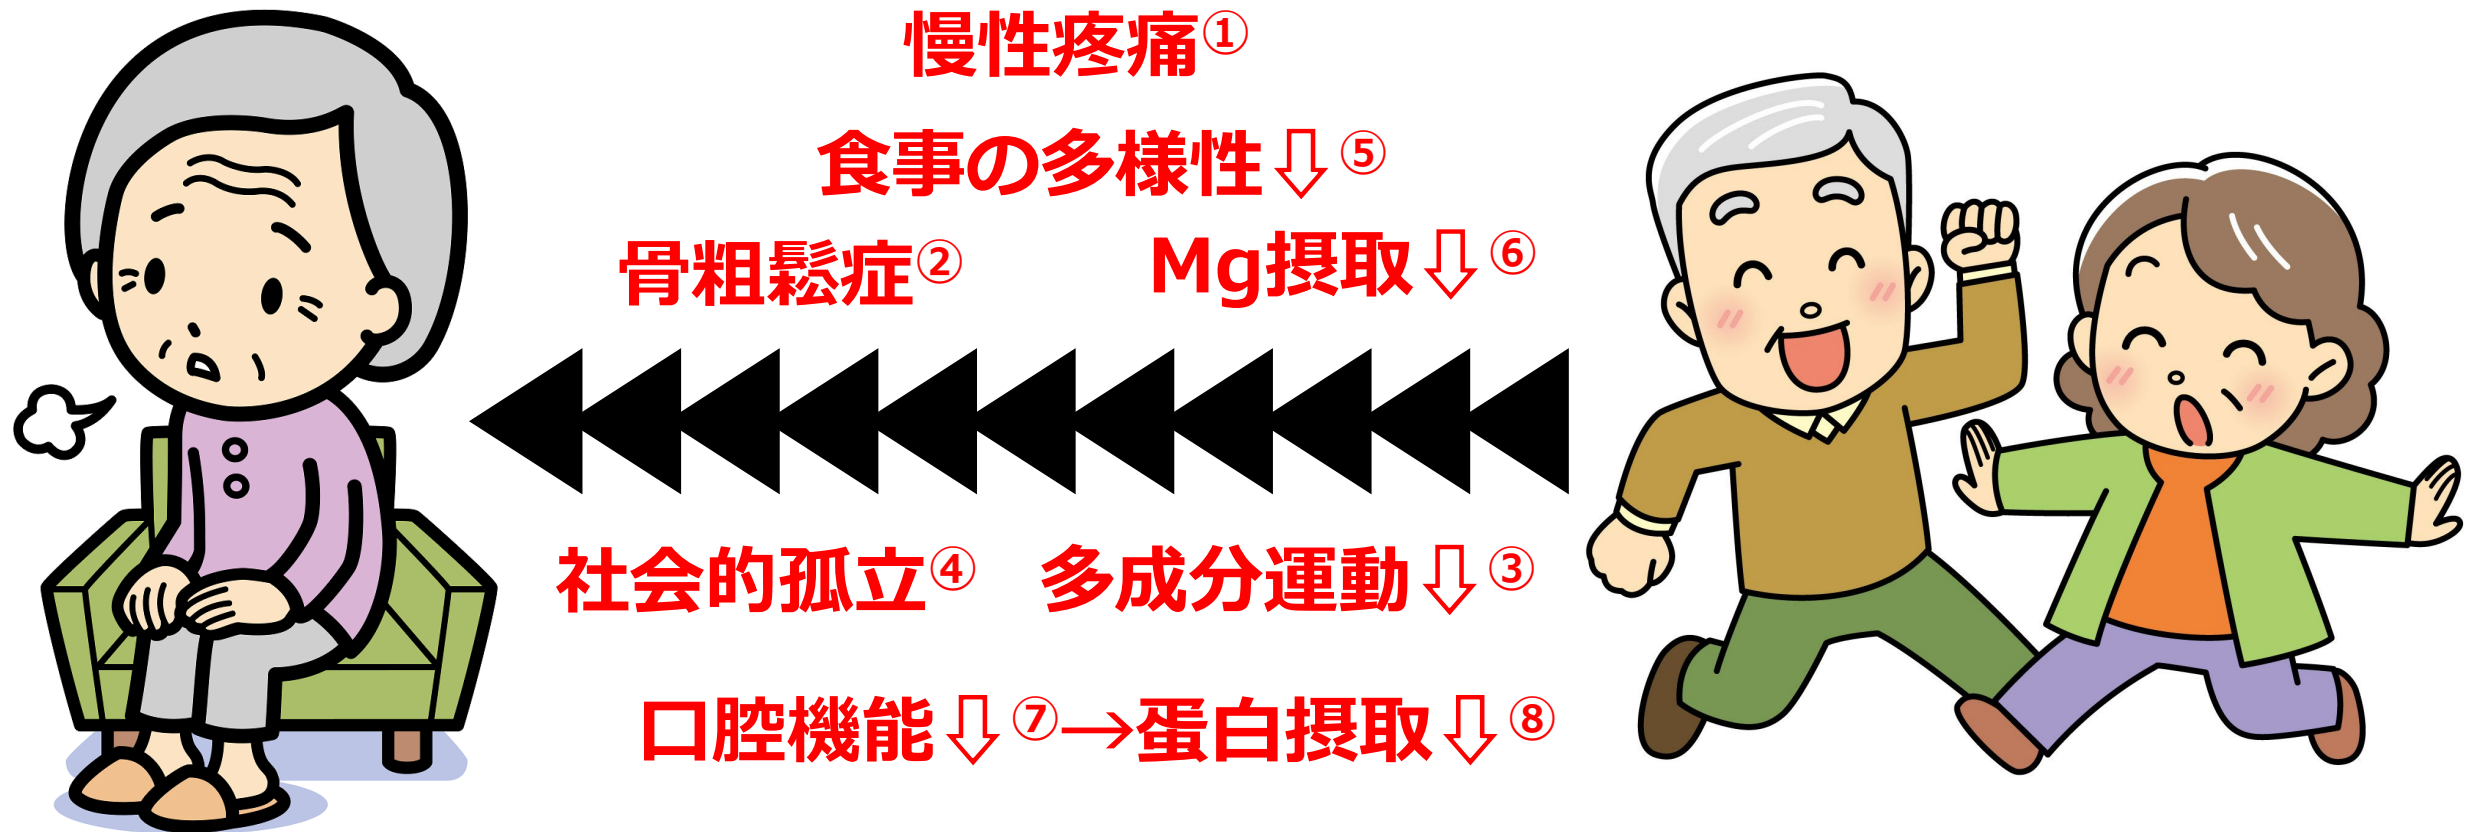 慢性疼痛①
食事の多様性⇩⑤
骨粗鬆症② Mg摂取⇩⑥
社会的孤立④ 多成分運動⇩③
口腔機能⇩⑦→蛋白摂取⇩⑧